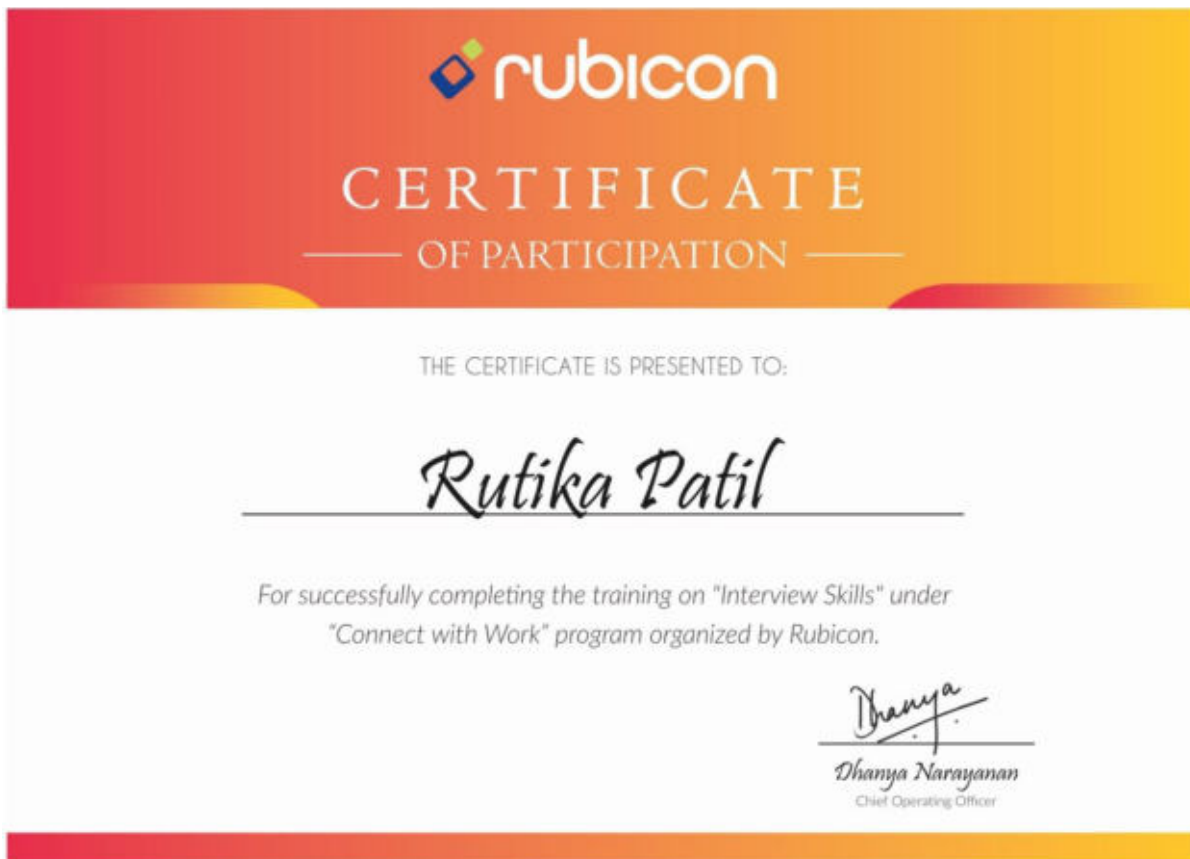 rubicon
CERTIFICATE
OF PARTICIPATION
THE CERTIFICATE IS PRESENTED TO:
Rutika Patil
For successfully completing the training on "Interview Skills" under
"Connect with Work" program organized by Rubicon.
Dhanya
Dhanya Narayanan
Chief Operating Officer